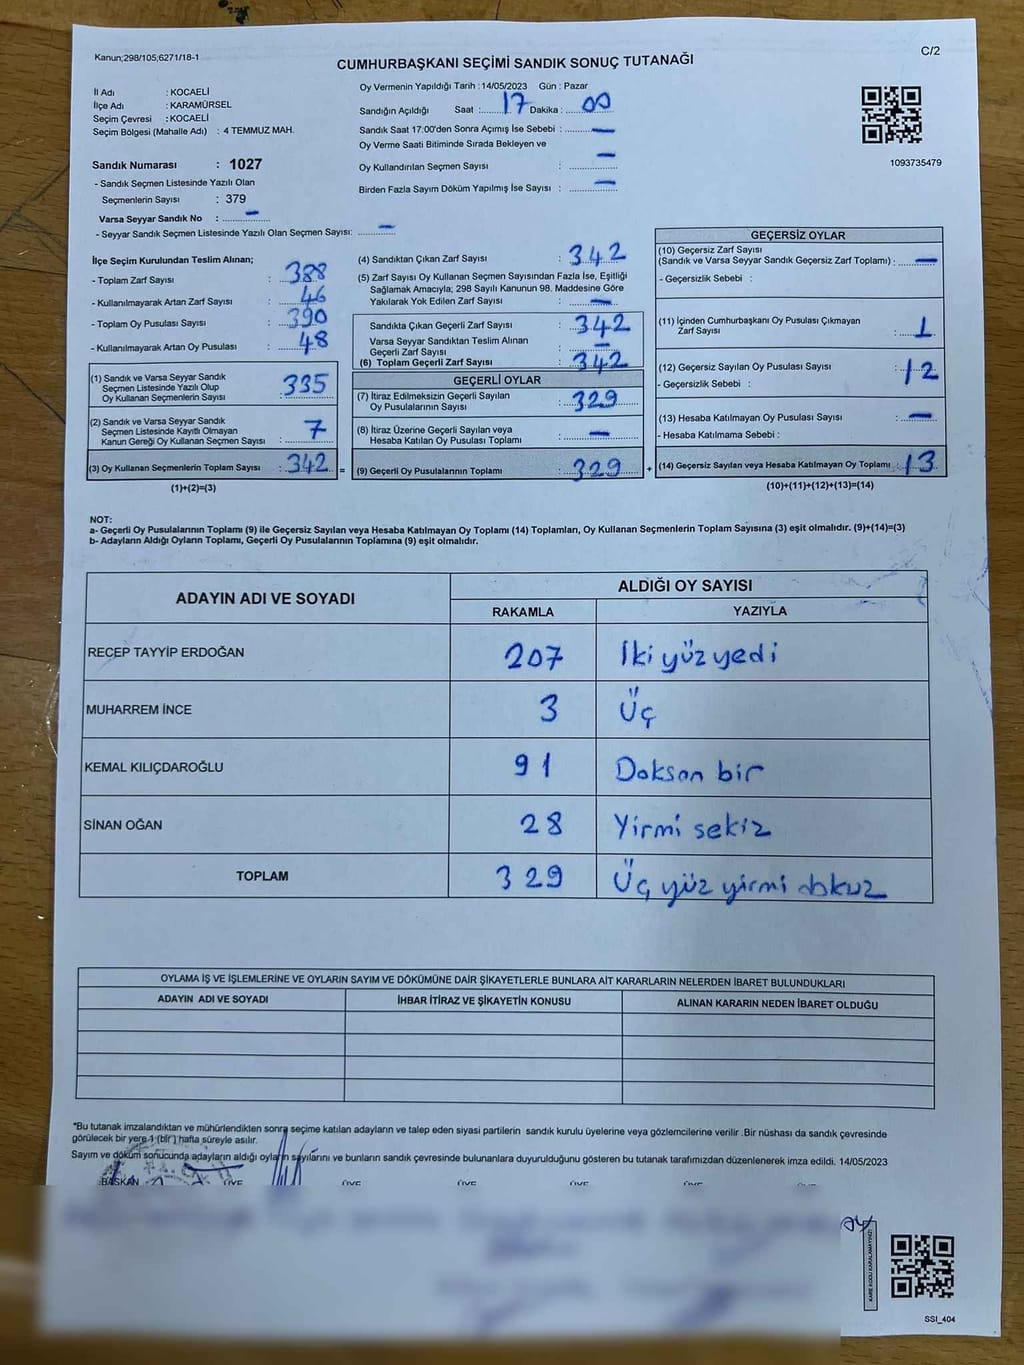 Kanun;298/105;6271/18-1
C/2
CUMHURBAŞKANI SEÇİMİ SANDIK SONUÇ TUTANAĞI
İl Adı : KOCAELİ
İlçe Adı : KARAMÜRSEL
Seçim Çevresi : KOCAELİ
Seçim Bölgesi (Mahalle Adı) : 4 TEMMUZ MAH.
Sandık Numarası : 1027
- Sandık Seçmen Listesinde Yazılı Olan
Seçmenlerin Sayısı : 379
Varsa Seyyar Sandık No : —
- Seyyar Sandık Seçmen Listesinde Yazılı Olan Seçmen Sayısı: —
Oy Vermenin Yapıldığı Tarih : 14/05/2023 Gün : Pazar
Sandığın Açıldığı Saat :17 Dakika : 00
Sandık Saat 17:00'den Sonra Açımış İse Sebebi : —
Oy Verme Saati Bitiminde Sırada Bekleyen ve
Oy Kullandırılan Seçmen Sayısı : —
Birden Fazla Sayım Döküm Yapılmış İse Sayısı : —
1093735479
İlçe Seçim Kurulundan Teslim Alınan;
- Toplam Zarf Sayısı : 388
- Kullanılmayarak Artan Zarf Sayısı : 46
- Toplam Oy Pusulası Sayısı : 390
- Kullanılmayarak Artan Oy Pusulası : 48
(1) Sandık ve Varsa Seyyar Sandık
Seçmen Listesinde Yazılı Olup
Oy Kullanan Seçmenlerin Sayısı : 335
(2) Sandık ve Varsa Seyyar Sandık
Seçmen Listesinde Kayıtlı Olmayan
Kanun Gereği Oy Kullanan Seçmen Sayısı : 7
(3) Oy Kullanan Seçmenlerin Toplam Sayısı : 342 =
(1)+(2)=(3)
(4) Sandıktan Çıkan Zarf Sayısı : 342
(5) Zarf Sayısı Oy Kullanan Seçmen Sayısından Fazla İse, Eşitliği
Sağlamak Amacıyla; 298 Sayılı Kanunun 98. Maddesine Göre
Yakılarak Yok Edilen Zarf Sayısı : —
Sandıkta Çıkan Geçerli Zarf Sayısı : 342
Varsa Seyyar Sandıktan Teslim Alınan
Geçerli Zarf Sayısı : —
(6) Toplam Geçerli Zarf Sayısı : 342
GEÇERLİ OYLAR
(7) İtiraz Edilmeksizin Geçerli Sayılan
Oy Pusulalarının Sayısı : 329
(8) İtiraz Üzerine Geçerli Sayılan veya
Hesaba Katılan Oy Pusulası Toplamı : —
(9) Geçerli Oy Pusulalarının Toplamı : 329 +
GEÇERSİZ OYLAR
(10) Geçersiz Zarf Sayısı
(Sandık ve Varsa Seyyar Sandık Geçersiz Zarf Toplamı) : —
- Geçersizlik Sebebi :
(11) İçinden Cumhurbaşkanı Oy Pusulası Çıkmayan
Zarf Sayısı : 1
(12) Geçersiz Sayılan Oy Pusulası Sayısı : 12
- Geçersizlik Sebebi :
(13) Hesaba Katılmayan Oy Pusulası Sayısı : —
- Hesaba Katılmama Sebebi :
(14) Geçersiz Sayılan veya Hesaba Katılmayan Oy Toplamı : 13
(10)+(11)+(12)+(13)=(14)
NOT:
a- Geçerli Oy Pusulalarının Toplamı (9) ile Geçersiz Sayılan veya Hesaba Katılmayan Oy Toplamı (14) Toplamları, Oy Kullanan Seçmenlerin Toplam Sayısına (3) eşit olmalıdır. (9)+(14)=(3)
b- Adayların Aldığı Oyların Toplamı, Geçerli Oy Pusulalarının Toplamına (9) eşit olmalıdır.
ADAYIN ADI VE SOYADI
ALDIĞI OY SAYISI
RAKAMLA YAZIYLA
RECEP TAYYİP ERDOĞAN 207 İki yüz yedi
MUHARREM İNCE 3 Üç
KEMAL KILIÇDAROĞLU 91 Doksan bir
SİNAN OĞAN 28 Yirmi sekiz
TOPLAM 329 Üç yüz yirmi dokuz
OYLAMA İŞ VE İŞLEMLERİNE VE OYLARIN SAYIM VE DÖKÜMÜNE DAİR ŞİKAYETLERLE BUNLARA AİT KARARLARIN NELERDEN İBARET BULUNDUKLARI
ADAYIN ADI VE SOYADI İHBAR İTİRAZ VE ŞİKAYETİN KONUSU ALINAN KARARIN NEDEN İBARET OLDUĞU
*Bu tutanak imzalandıktan ve mühürlendikten sonra seçime katılan adayların ve talep eden siyasi partilerin sandık kurulu üyelerine veya gözlemcilerine verilir .Bir nüshası da sandık çevresinde
görülecek bir yere 1 (bir ) hafta süreyle asılır.
Sayım ve döküm sonucunda adayların aldığı oyların sayılarını ve bunların sandık çevresinde bulunanlara duyurulduğunu gösteren bu tutanak tarafımızdan düzenlenerek imza edildi. 14/05/2023
BAŞKAN ÜYE ÜYE ÜYE ÜYE ÜYE ÜYE
KARE KODU KARALAMAYINIZ!
SSI_404